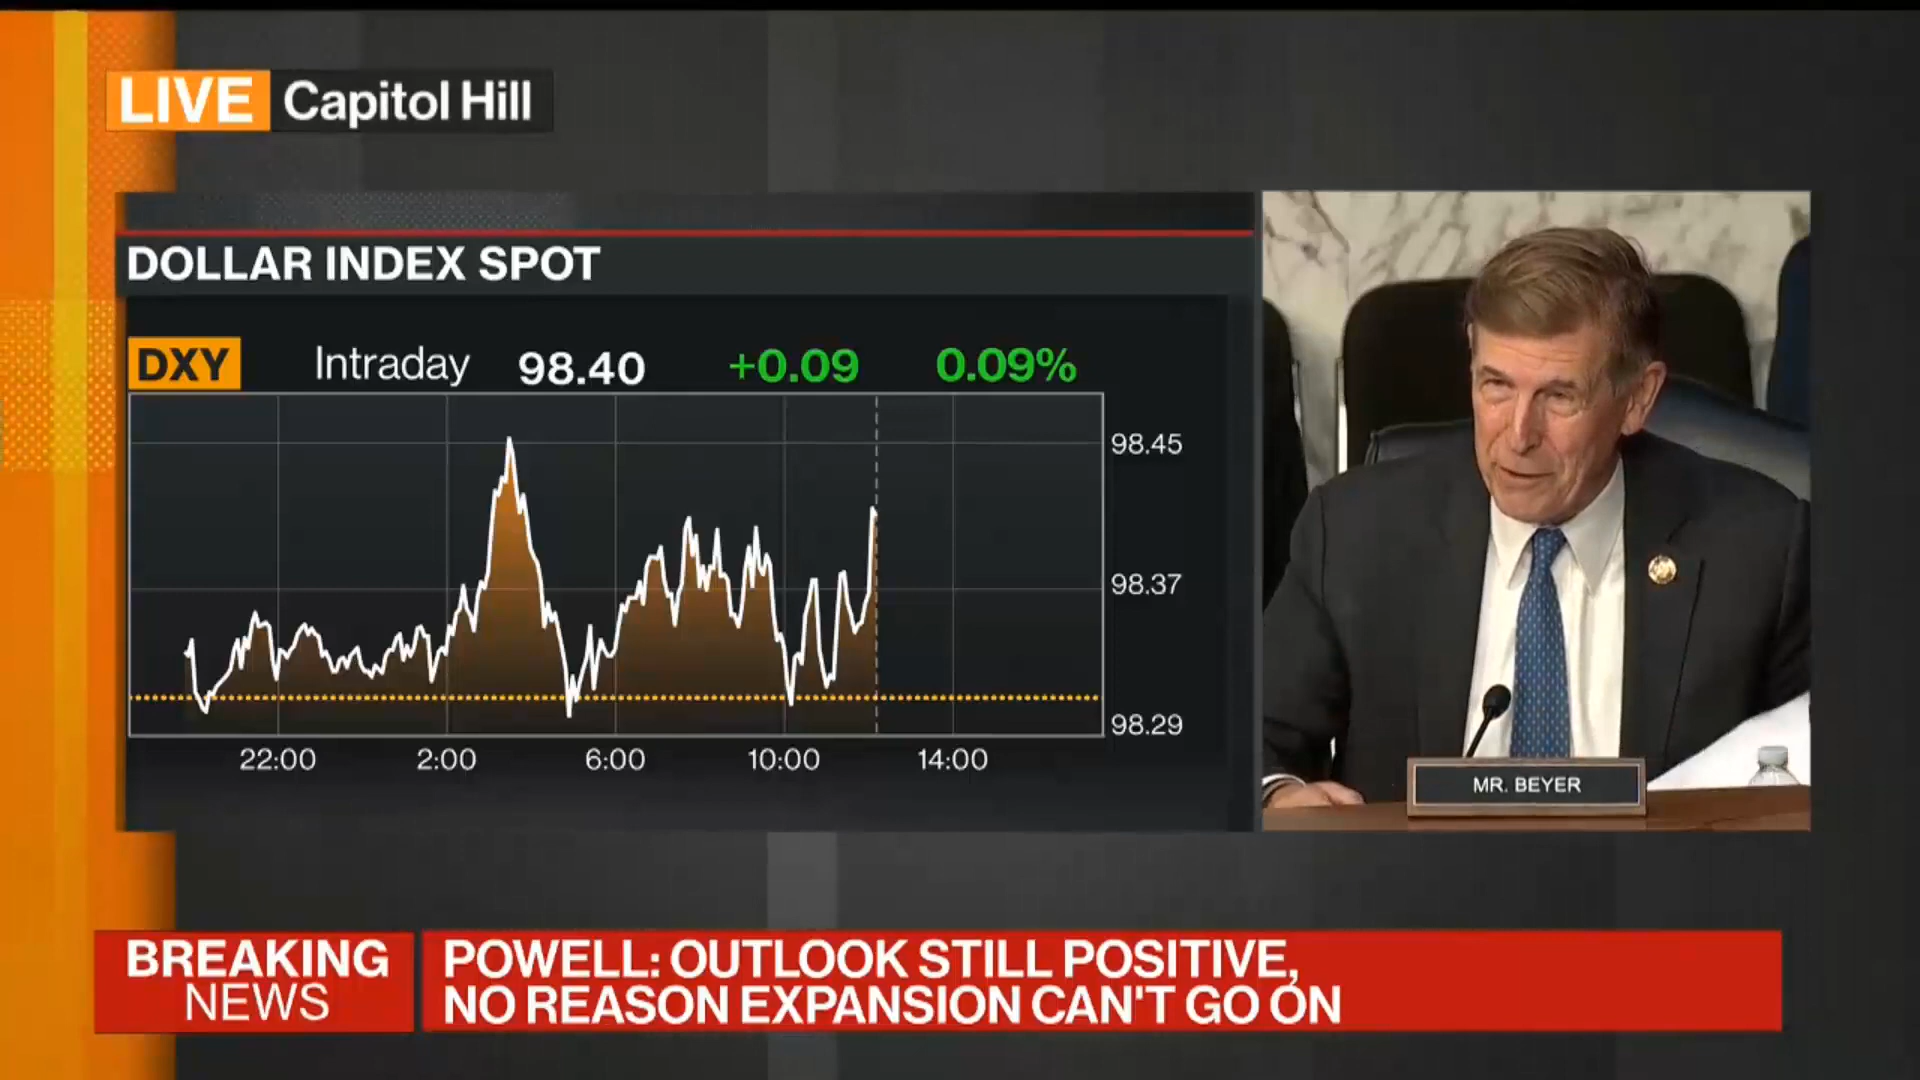 LIVE Capitol Hill
DOLLAR INDEX SPOT
DXY Intraday 98.40 +0.09 0.09%
98.45
98.37
98.29
22:00 2:00 6:00 10:00 14:00
MR. BEYER
BREAKING
NEWS
POWELL: OUTLOOK STILL POSITIVE,
NO REASON EXPANSION CAN'T GO ON